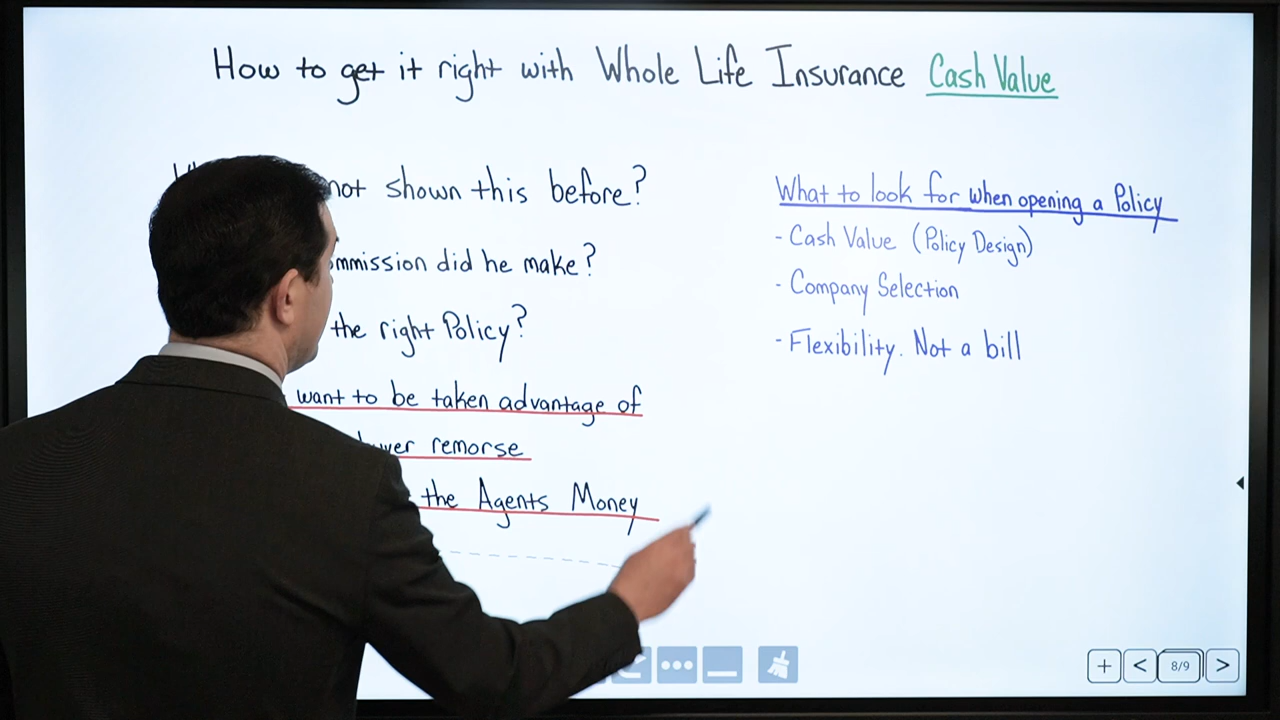 How to get it right with Whole Life Insurance Cash Value
not shown this before?
commission did he make?
the right Policy?
want to be taken advantage of
remorse
the Agents Money
What to look for when opening a Policy
- Cash Value (Policy Design)
- Company Selection
- Flexibility. Not a bill
8/9